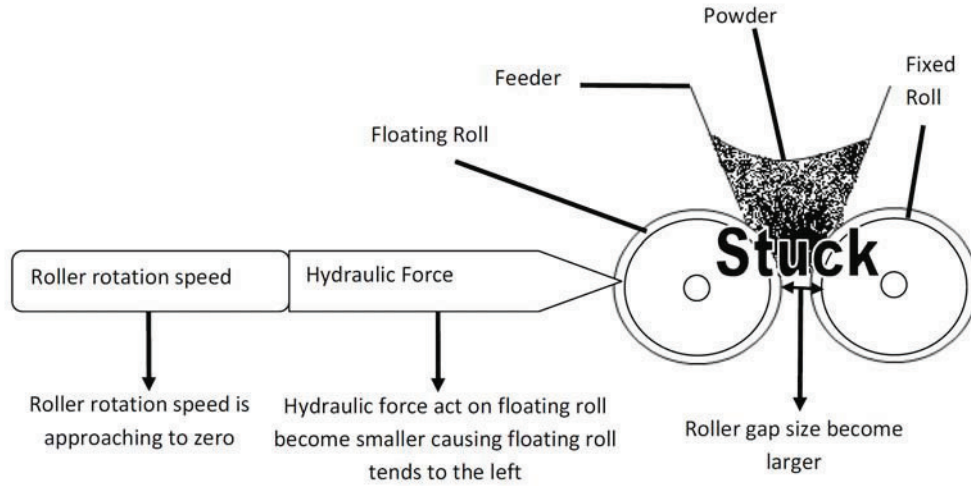 Powder
Feeder
Fixed
Roll
Floating Roll
Stuck
Roller rotation speed
Hydraulic Force
Roller rotation speed is
approaching to zero
Hydraulic force act on floating roll
become smaller causing floating roll
tends to the left
Roller gap size become
larger